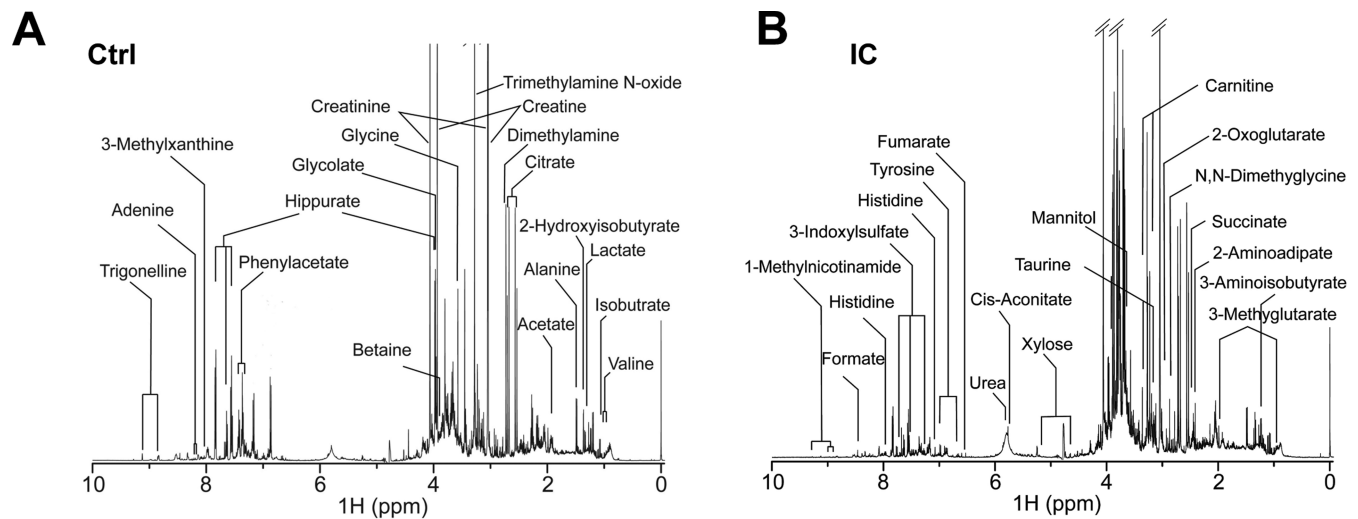 A
Ctrl
Trimethylamine N-oxide
Creatinine
Creatine
Glycine
Dimethylamine
3-Methylxanthine
Citrate
Glycolate
Hippurate
Adenine
2-Hydroxyisobutyrate
Lactate
Trigonelline
Phenylacetate
Alanine
Isobutrate
Acetate
Betaine
Valine
10
8
6
4
2
0
1H (ppm)
B
IC
Carnitine
Fumarate
2-Oxoglutarate
Tyrosine
N,N-Dimethyglycine
Histidine
Mannitol
Succinate
3-Indoxylsulfate
2-Aminoadipate
1-Methylnicotinamide
Taurine
3-Aminoisobutyrate
Histidine
Cis-Aconitate
3-Methyglutarate
Formate
Xylose
Urea
10
8
6
4
2
0
1H (ppm)